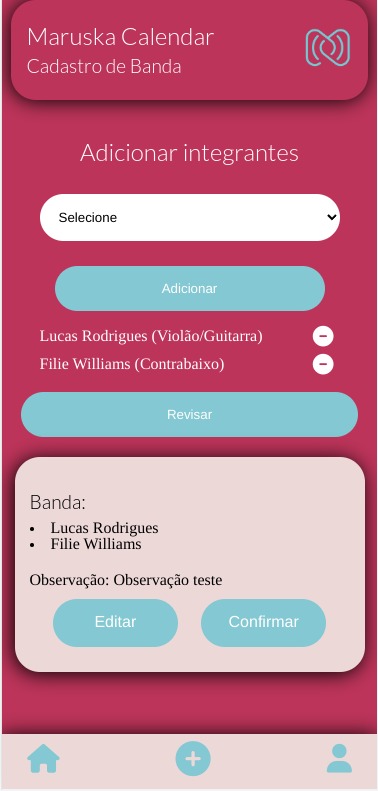 Maruska Calendar
Cadastro de Banda
Adicionar integrantes
Selecione
Adicionar
Lucas Rodrigues (Violão/Guitarra)
Filie Williams (Contrabaixo)
Revisar
Banda:
• Lucas Rodrigues
• Filie Williams
Observação: Observação teste
Editar
Confirmar